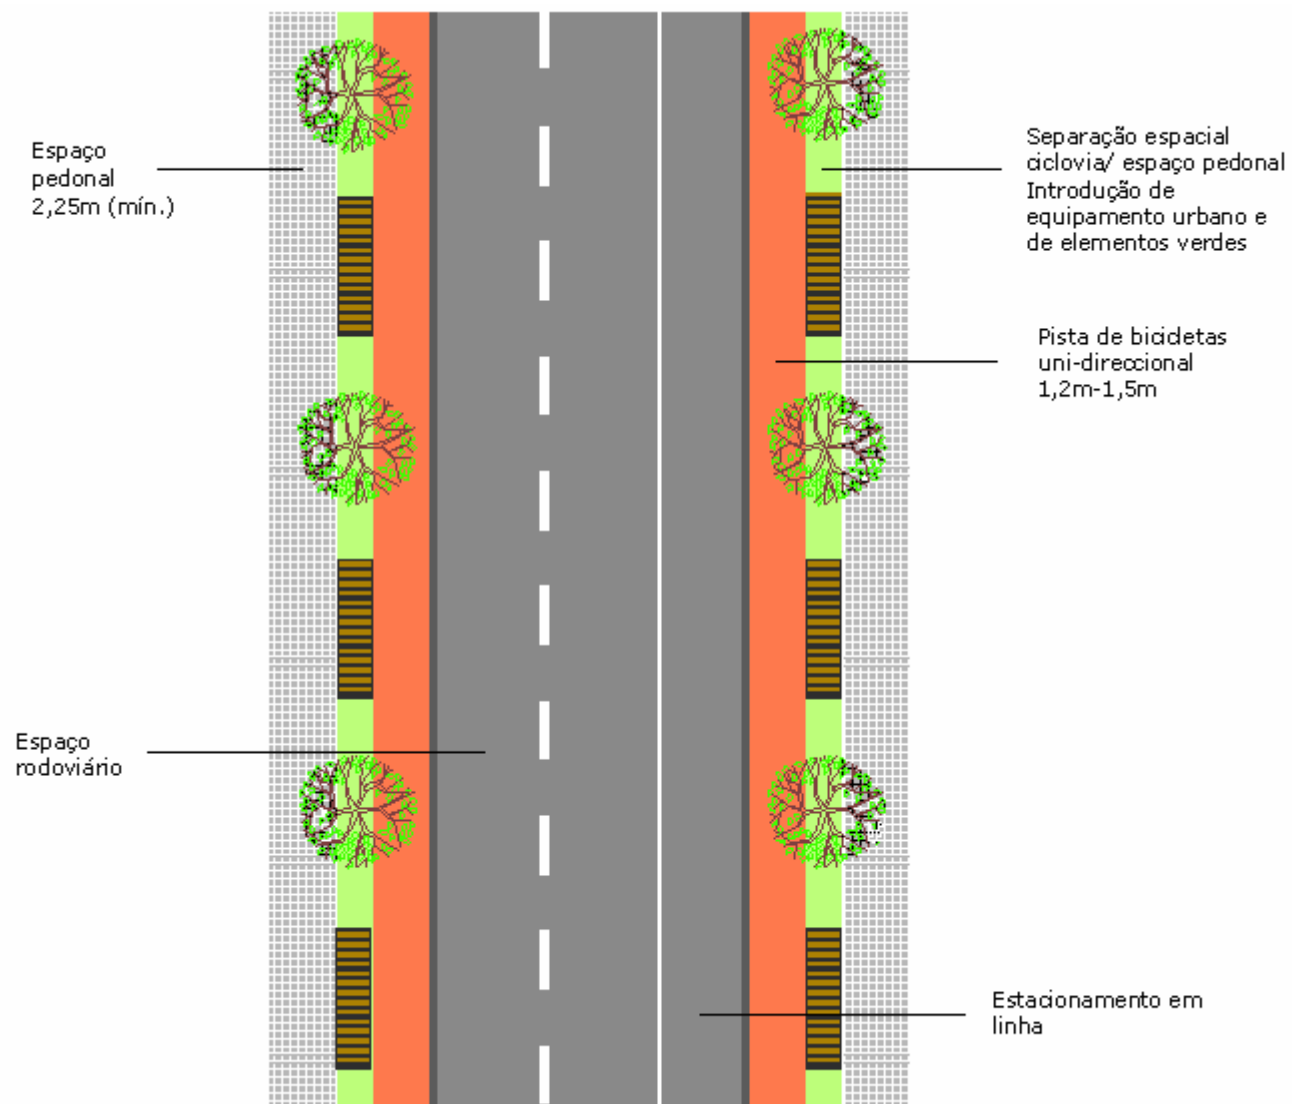 Espaço
pedonal
2,25m (mín.)
Separação espacial
ciclovia/ espaço pedonal
Introdução de
equipamento urbano e
de elementos verdes
Pista de bicicletas
uni-direccional
1,2m-1,5m
Espaço
rodoviário
Estacionamento em
linha